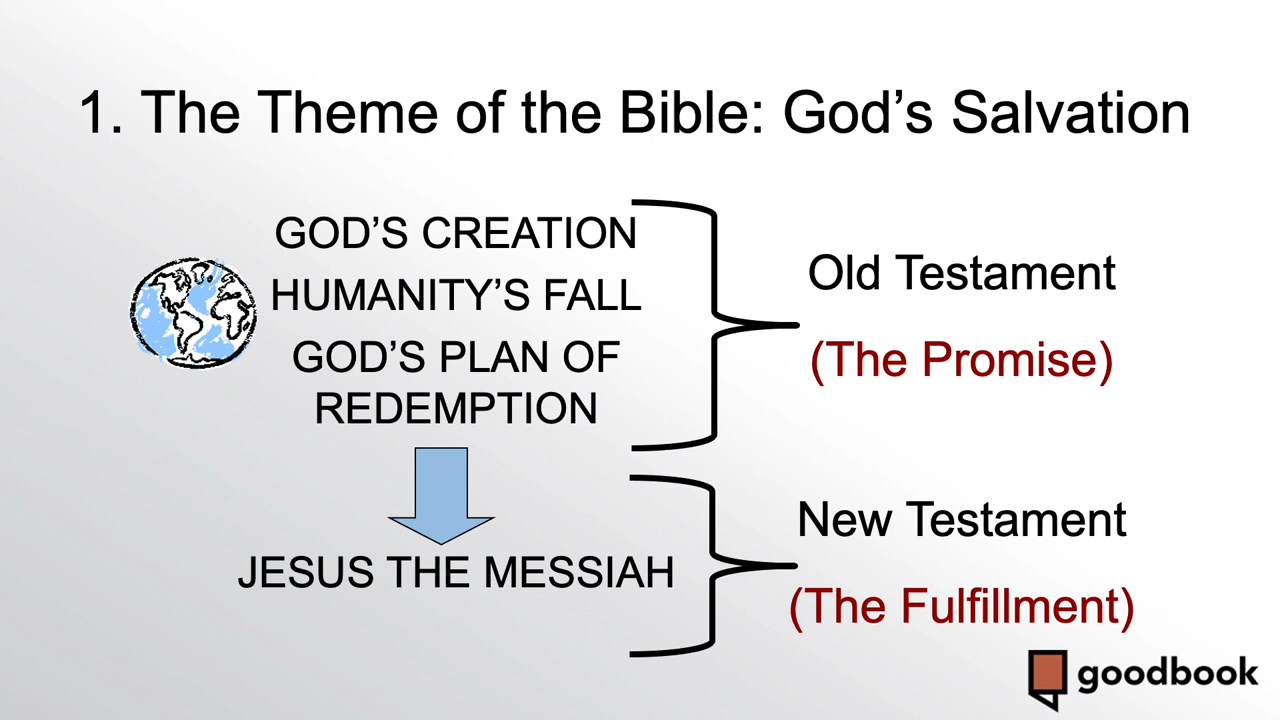 1. The Theme of the Bible: God’s Salvation
GOD’S CREATION
HUMANITY’S FALL
GOD’S PLAN OF
REDEMPTION
Old Testament
(The Promise)
JESUS THE MESSIAH
New Testament
(The Fulfillment)
goodbook